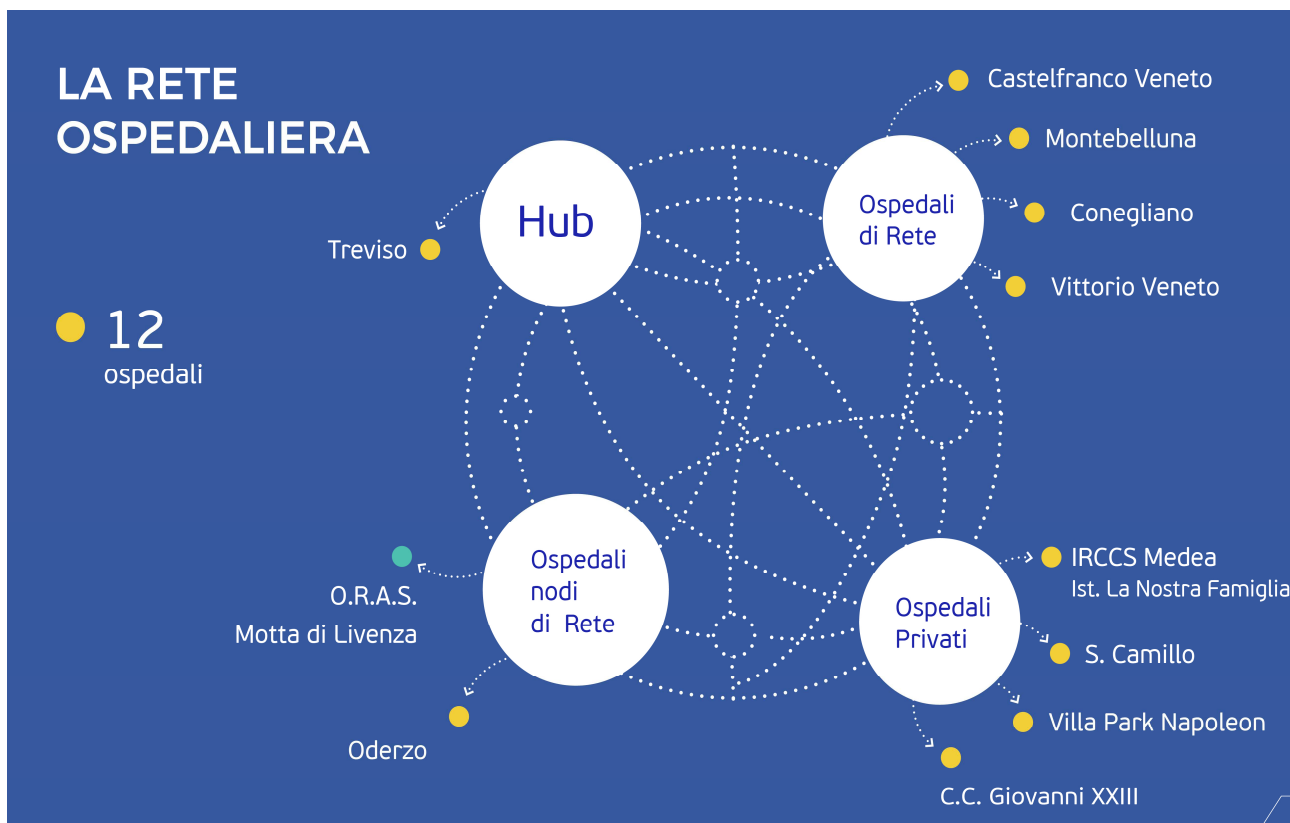 LA RETE
OSPEDALIERA
12
ospedali
Hub
Treviso
Ospedali
di Rete
Castelfranco Veneto
Montebelluna
Conegliano
Vittorio Veneto
Ospedali
nodi
di Rete
O.R.A.S.
Motta di Livenza
Oderzo
Ospedali
Privati
IRCCS Medea
Ist. La Nostra Famiglia
S. Camillo
Villa Park Napoleon
C.C. Giovanni XXIII